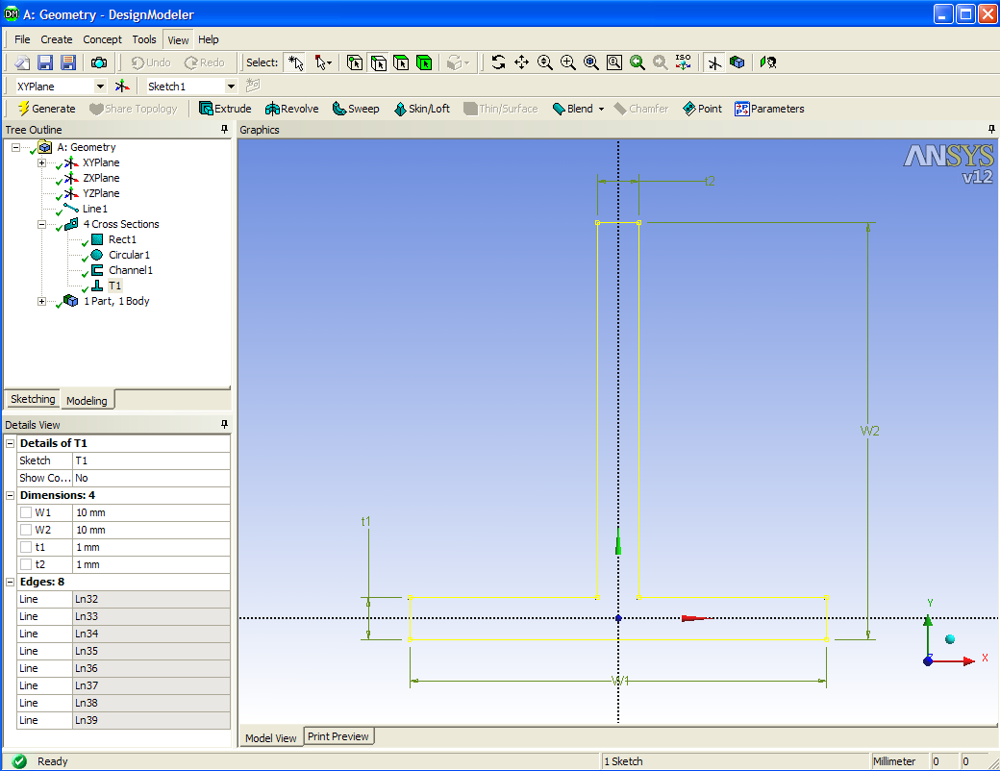 A: Geometry - DesignModeler
File Create Concept Tools View Help
Undo Redo Select: ISO
XYPlane Sketch1
Generate Share Topology Extrude Revolve Sweep Skin/Loft Thin/Surface Blend Chamfer Point Parameters
Tree Outline
A: Geometry
XYPlane
ZXPlane
YZPlane
Line1
4 Cross Sections
Rect1
Circular1
Channel1
T1
1 Part, 1 Body
Sketching Modeling
Details View
Details of T1
Sketch T1
Show Co... No
Dimensions: 4
W1 10 mm
W2 10 mm
t1 1 mm
t2 1 mm
Edges: 8
Line Ln32
Line Ln33
Line Ln34
Line Ln35
Line Ln36
Line Ln37
Line Ln38
Line Ln39
Graphics
ANSYS
v12
t2
W2
t1
W1
Y
Z
X
Model View Print Preview
Ready 1 Sketch Millimeter 0 0